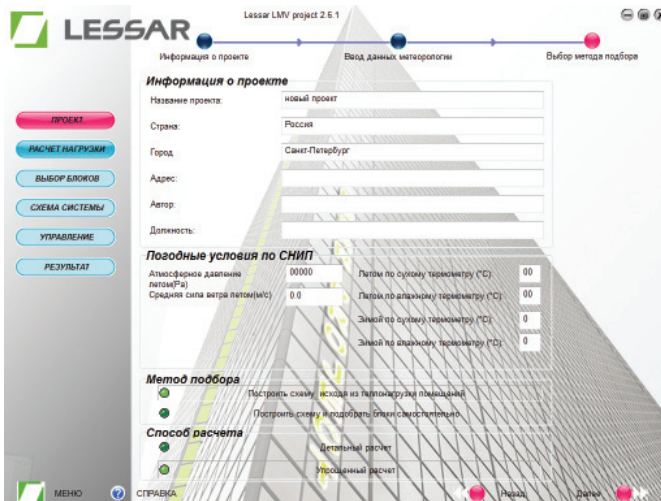 Lessar LMV project 2.6.1
LESSAR
Информация о проекте
Ввод данных метеорологии
Выбор метода подбора
Информация о проекте
Название проекта:
новый проект
Страна:
Россия
Город
Санкт-Петербург
Адрес:
Автор:
Должность:
ПРОЕКТ
РАСЧЕТ НАГРУЗКИ
ВЫБОР БЛОКОВ
СХЕМА СИСТЕМЫ
УПРАВЛЕНИЕ
РЕЗУЛЬТАТ
Погодные условия по СНИП
Атмосферное давление
летом(Pa)
00000
Средняя сила ветра летом(м/с)
0.0
Летом по сухому термометру (°C):
00
Летом по влажному термометру (°C):
00
Зимой по сухому термометру (°C):
0
Зимой по влажному термометру (°C):
0
Метод подбора
Построить схему исходя из теплонагрузки помещений
Построить схему и подобрать блоки самостоятельно
Способ расчета
Детальный расчет
Упрощенный расчет
МЕНЮ
СПРАВКА
Назад
Далее